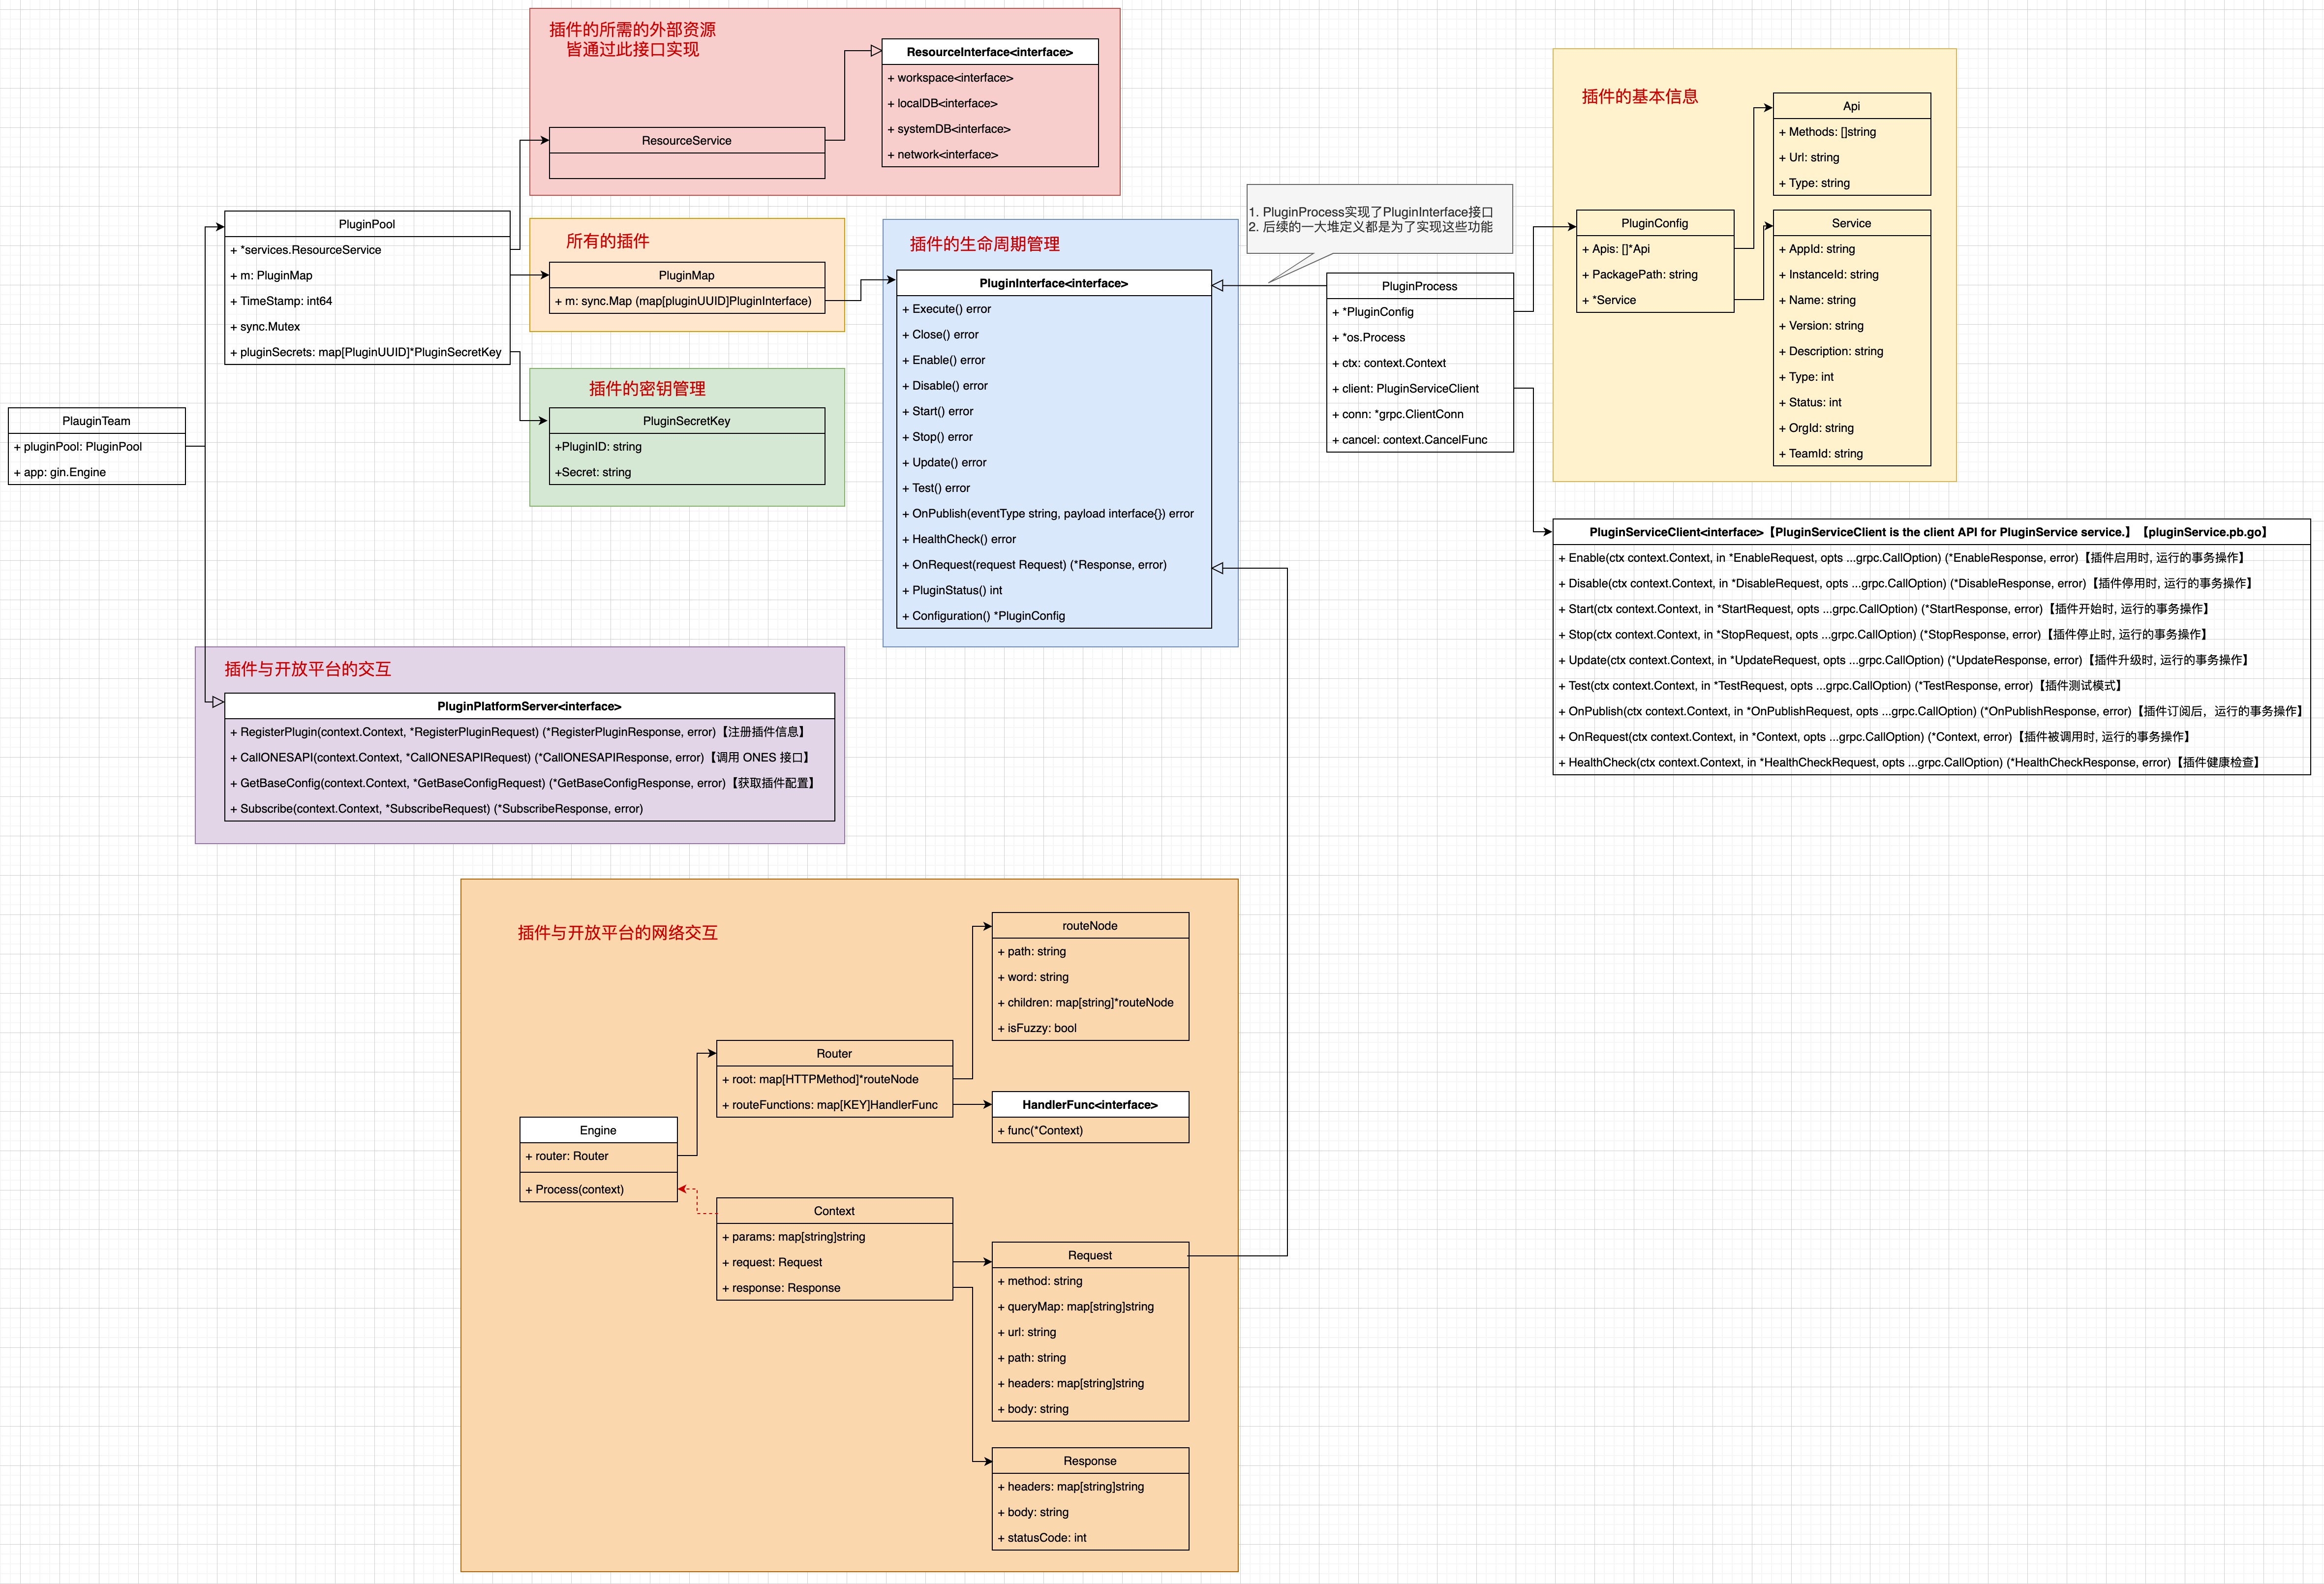 插件的所需的外部资源
皆通过此接口实现
ResourceInterface<interface>
+ workspace<interface>
+ localDB<interface>
+ systemDB<interface>
+ network<interface>
ResourceService
PluginPool
+ *services.ResourceService
+ m: PluginMap
+ TimeStamp: int64
+ sync.Mutex
+ pluginSecrets: map[PluginUUID]*PluginSecretKey
所有的插件
PluginMap
+ m: sync.Map (map[pluginUUID]PluginInterface)
插件的密钥管理
PluginSecretKey
+PluginID: string
+Secret: string
PlauginTeam
+ pluginPool: PluginPool
+ app: gin.Engine
插件的生命周期管理
PluginInterface<interface>
+ Execute() error
+ Close() error
+ Enable() error
+ Disable() error
+ Start() error
+ Stop() error
+ Update() error
+ Test() error
+ OnPublish(eventType string, payload interface{}) error
+ HealthCheck() error
+ OnRequest(request Request) (*Response, error)
+ PluginStatus() int
+ Configuration() *PluginConfig
1. PluginProcess实现了PluginInterface接口
2. 后续的一大堆定义都是为了实现这些功能
PluginProcess
+ *PluginConfig
+ *os.Process
+ ctx: context.Context
+ client: PluginServiceClient
+ conn: *grpc.ClientConn
+ cancel: context.CancelFunc
插件的基本信息
Api
+ Methods: []string
+ Url: string
+ Type: string
PluginConfig
+ Apis: []*Api
+ PackagePath: string
+ *Service
Service
+ AppId: string
+ InstanceId: string
+ Name: string
+ Version: string
+ Description: string
+ Type: int
+ Status: int
+ OrgId: string
+ TeamId: string
PluginServiceClient<interface>【PluginServiceClient is the client API for PluginService service.】【pluginService.pb.go】
+ Enable(ctx context.Context, in *EnableRequest, opts ...grpc.CallOption) (*EnableResponse, error)【插件启用时, 运行的事务操作】
+ Disable(ctx context.Context, in *DisableRequest, opts ...grpc.CallOption) (*DisableResponse, error)【插件停用时, 运行的事务操作】
+ Start(ctx context.Context, in *StartRequest, opts ...grpc.CallOption) (*StartResponse, error)【插件开始时, 运行的事务操作】
+ Stop(ctx context.Context, in *StopRequest, opts ...grpc.CallOption) (*StopResponse, error)【插件停止时, 运行的事务操作】
+ Update(ctx context.Context, in *UpdateRequest, opts ...grpc.CallOption) (*UpdateResponse, error)【插件升级时, 运行的事务操作】
+ Test(ctx context.Context, in *TestRequest, opts ...grpc.CallOption) (*TestResponse, error)【插件测试模式】
+ OnPublish(ctx context.Context, in *OnPublishRequest, opts ...grpc.CallOption) (*OnPublishResponse, error)【插件订阅后，运行的事务操作】
+ OnRequest(ctx context.Context, in *Context, opts ...grpc.CallOption) (*Context, error)【插件被调用时, 运行的事务操作】
+ HealthCheck(ctx context.Context, in *HealthCheckRequest, opts ...grpc.CallOption) (*HealthCheckResponse, error)【插件健康检查】
插件与开放平台的交互
PluginPlatformServer<interface>
+ RegisterPlugin(context.Context, *RegisterPluginRequest) (*RegisterPluginResponse, error)【注册插件信息】
+ CallONESAPI(context.Context, *CallONESAPIRequest) (*CallONESAPIResponse, error)【调用 ONES 接口】
+ GetBaseConfig(context.Context, *GetBaseConfigRequest) (*GetBaseConfigResponse, error)【获取插件配置】
+ Subscribe(context.Context, *SubscribeRequest) (*SubscribeResponse, error)
插件与开放平台的网络交互
routeNode
+ path: string
+ word: string
+ children: map[string]*routeNode
+ isFuzzy: bool
Router
+ root: map[HTTPMethod]*routeNode
+ routeFunctions: map[KEY]HandlerFunc
HandlerFunc<interface>
+ func(*Context)
Engine
+ router: Router
+ Process(context)
Context
+ params: map[string]string
+ request: Request
+ response: Response
Request
+ method: string
+ queryMap: map[string]string
+ url: string
+ path: string
+ headers: map[string]string
+ body: string
Response
+ headers: map[string]string
+ body: string
+ statusCode: int